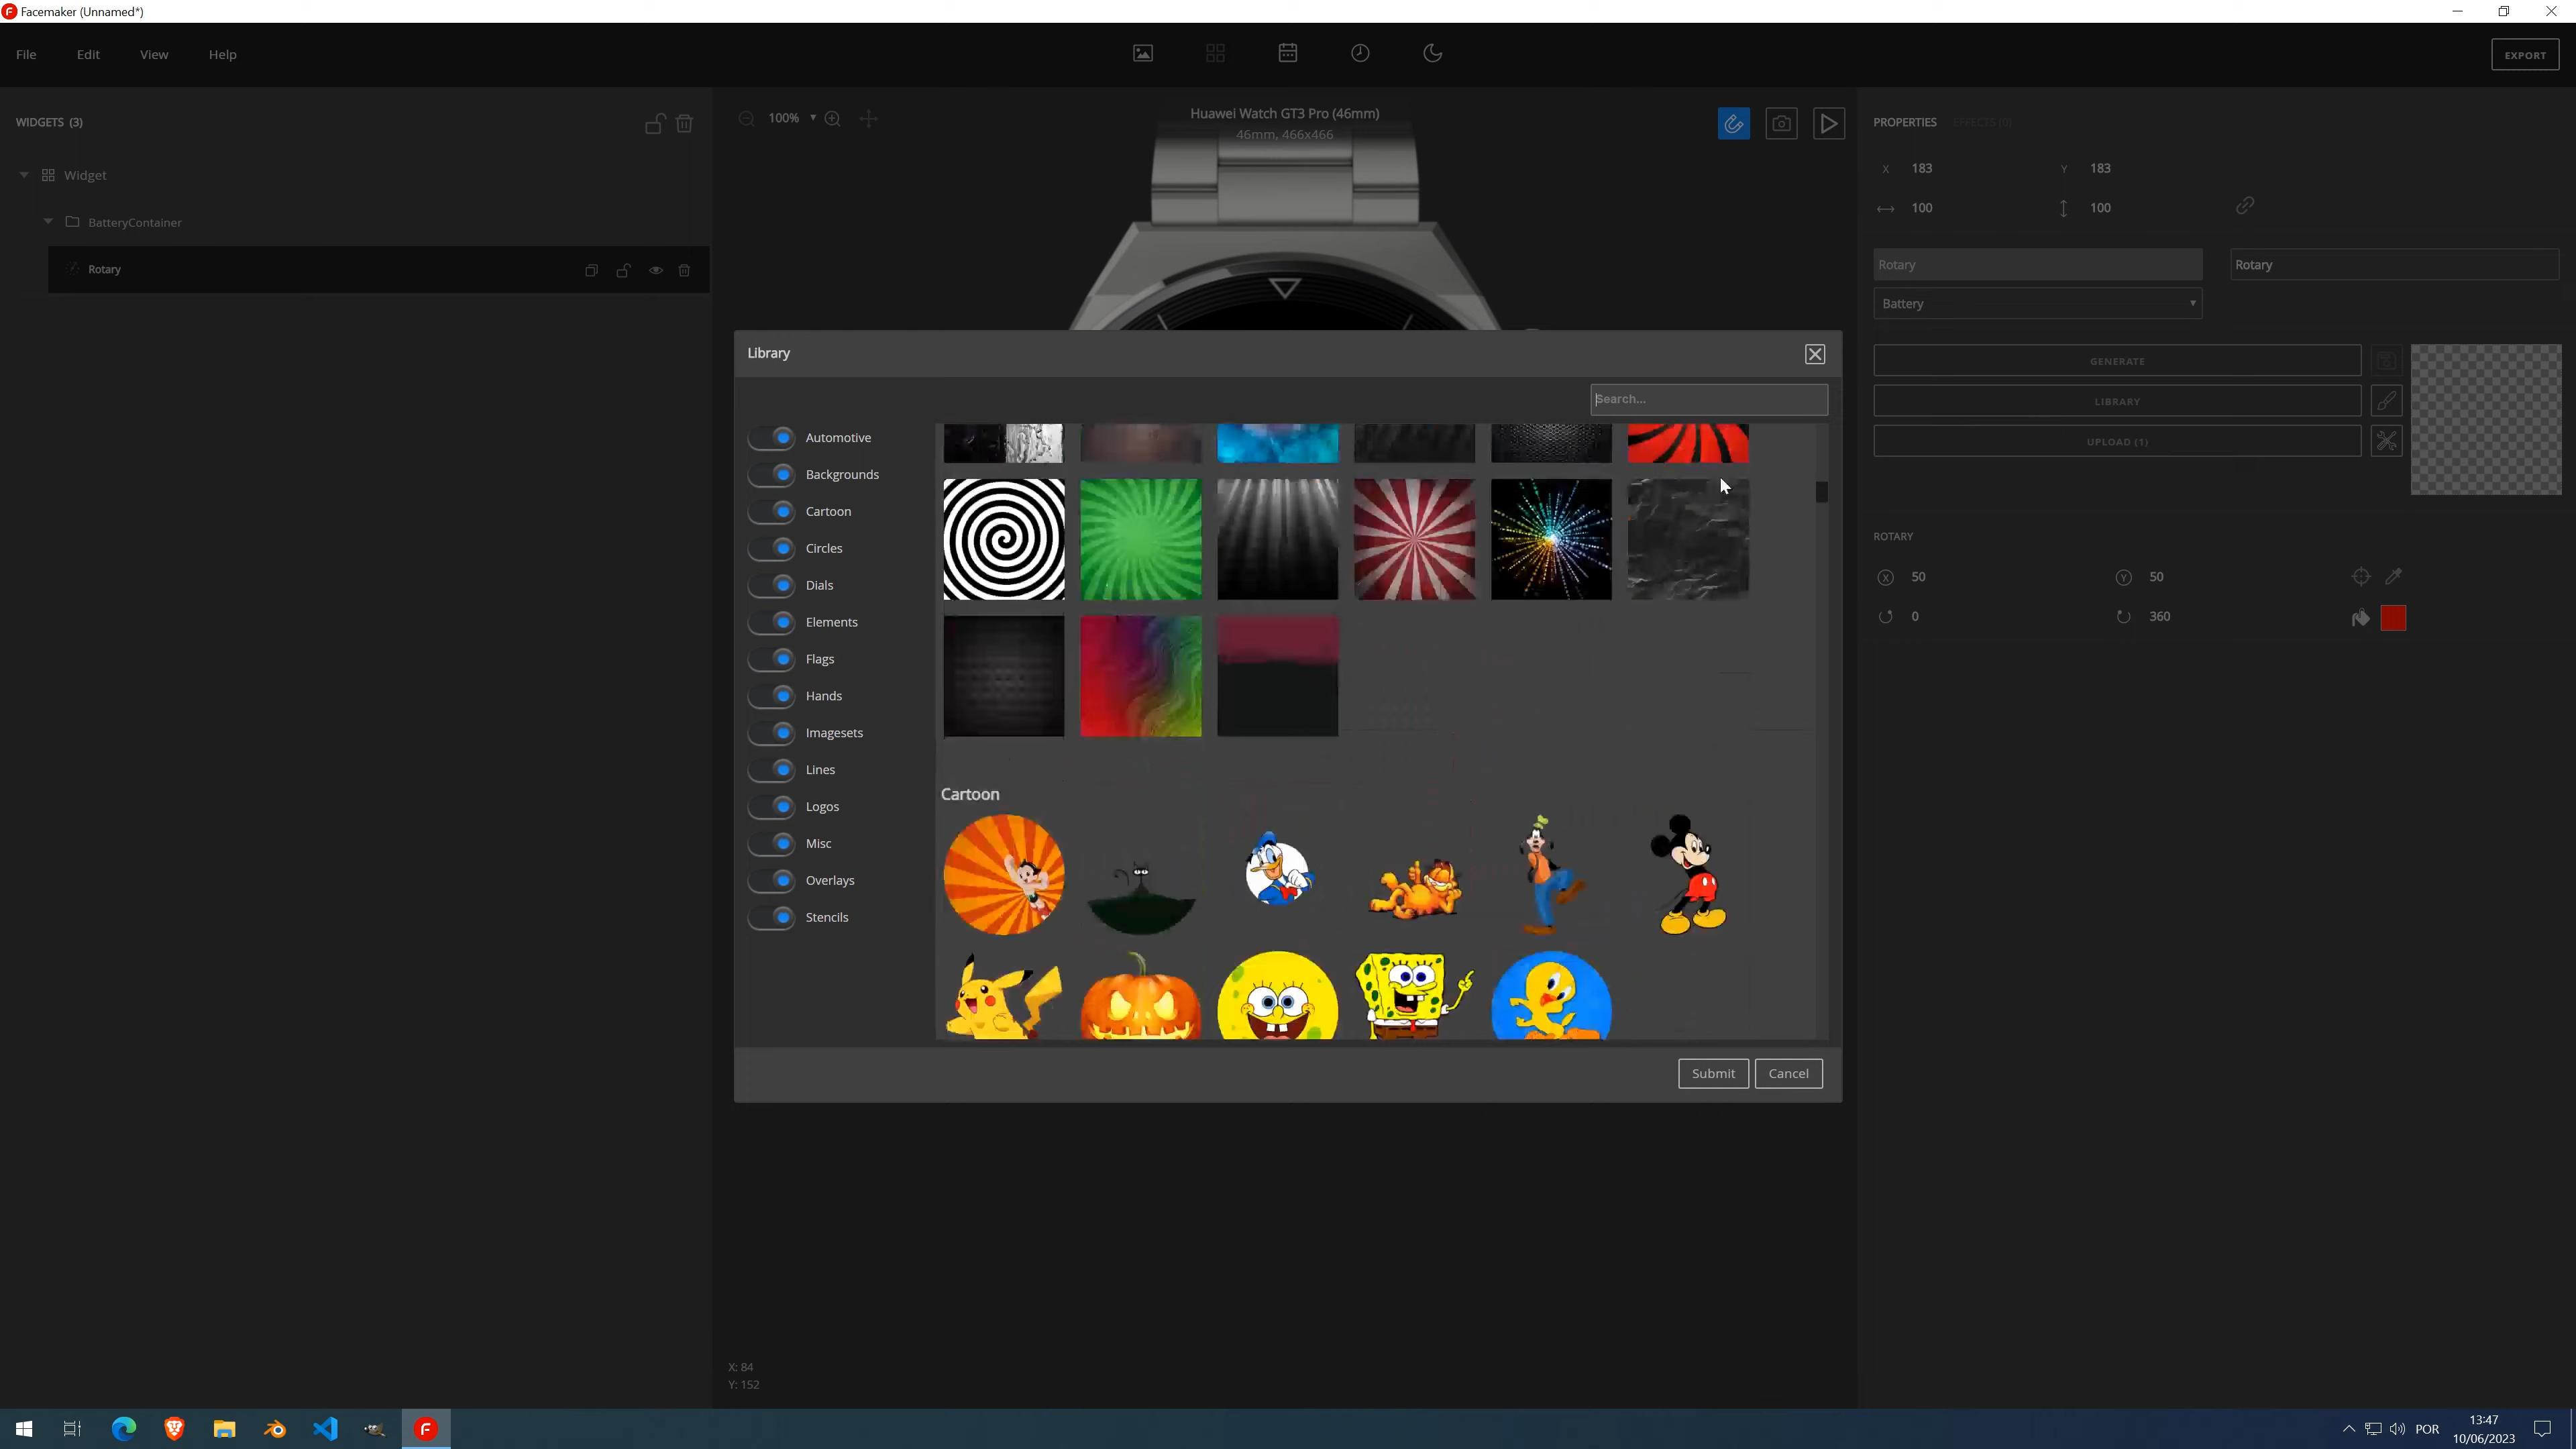 Facemaker (Unnamed*)
File Edit View Help
EXPORT
WIDGETS (3)
Widget
BatteryContainer
Rotary
100%
Huawei Watch GT3 Pro (46mm)
46mm, 466x466
PROPERTIES EFFECTS (0)
X 183 Y 183
100 100
Rotary Rotary
Battery
GENERATE
LIBRARY
UPLOAD (1)
ROTARY
X 50 Y 50
0 360
Library
Search...
Automotive
Backgrounds
Cartoon
Circles
Dials
Elements
Flags
Hands
Imagesets
Lines
Logos
Misc
Overlays
Stencils
Cartoon
Submit Cancel
X: 84
Y: 152
POR
13:47
10/06/2023